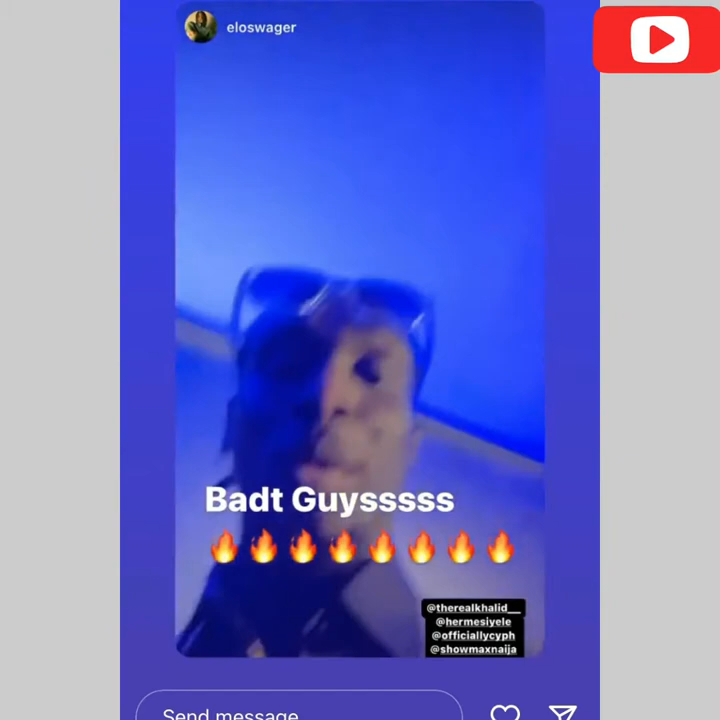 eloswager
Badt Guysssss
🔥🔥🔥🔥🔥🔥🔥🔥
@therealkhalid__
@hermesiyele
@officiallycyph
@showmaxnaija
Send message